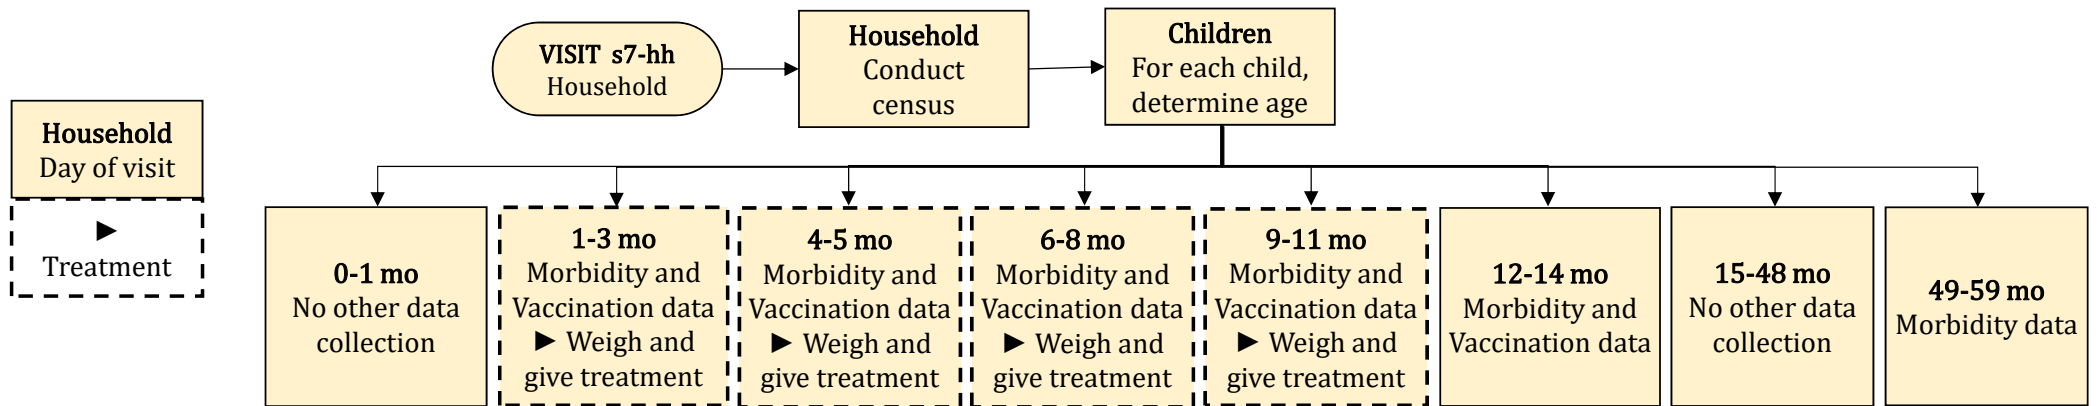 VISIT s7-hh
Household
Household
Conduct
census
Children
For each child,
determine age
Household
Day of visit
►
Treatment
0-1 mo
No other data
collection
1-3 mo
Morbidity and
Vaccination data
► Weigh and
give treatment
4-5 mo
Morbidity and
Vaccination data
► Weigh and
give treatment
6-8 mo
Morbidity and
Vaccination data
► Weigh and
give treatment
9-11 mo
Morbidity and
Vaccination data
► Weigh and
give treatment
12-14 mo
Morbidity and
Vaccination data
15-48 mo
No other data
collection
49-59 mo
Morbidity data